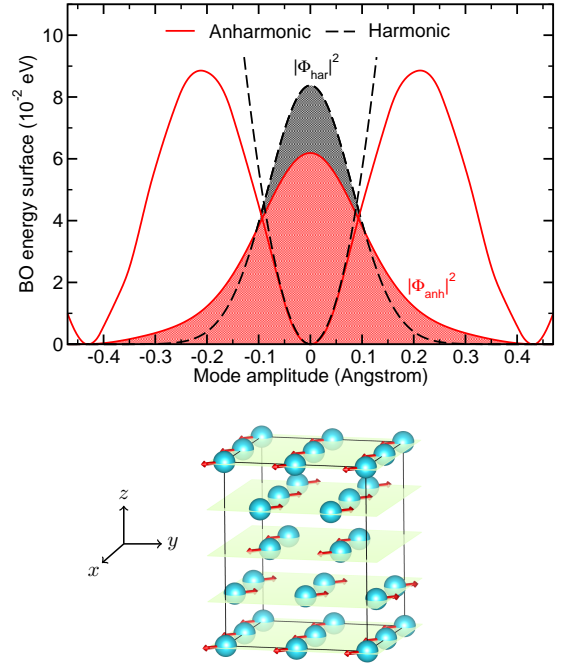 Anharmonic Harmonic
|Φhar|2
|Φanh|2
BO energy surface (10-2 eV)
10
8
6
4
2
0
-0.4 -0.3 -0.2 -0.1 0 0.1 0.2 0.3 0.4
Mode amplitude (Angstrom)
z
y
x